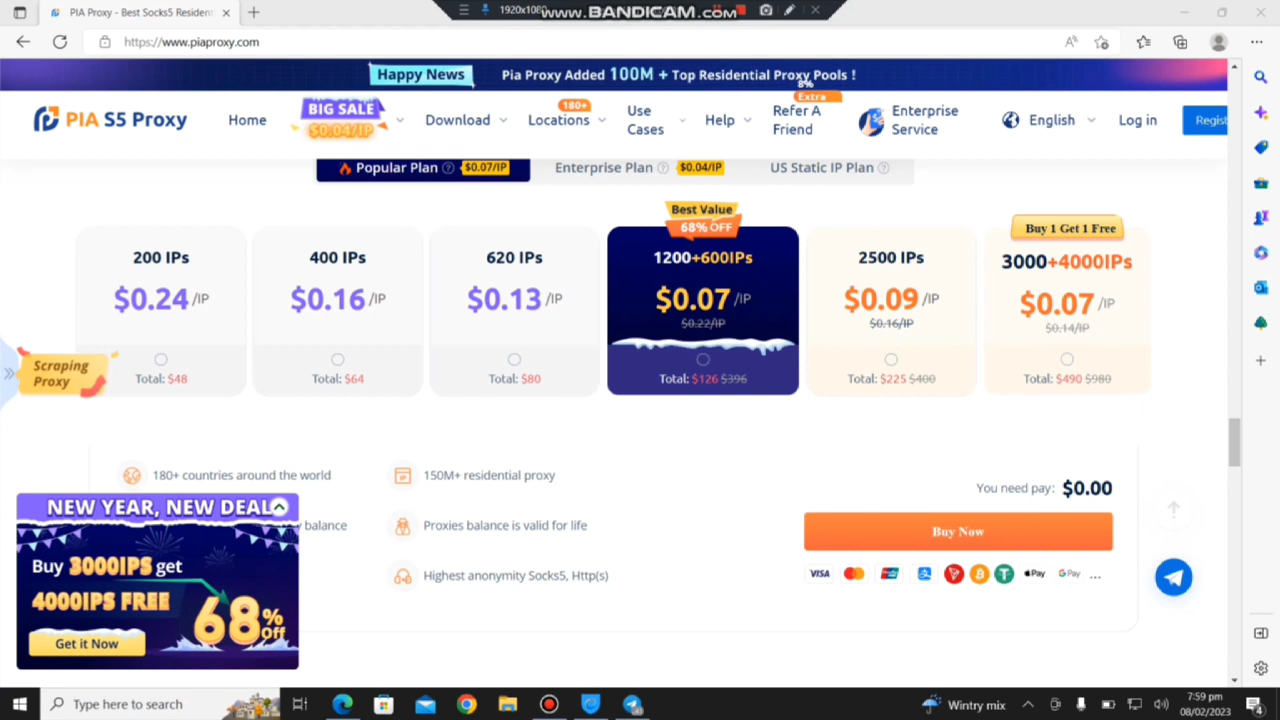 1920x1080
www.BANDICAM.com
PIA Proxy - Best Socks5 Resident
https://www.piaproxy.com
Happy News
Pia Proxy Added 100M + Top Residential Proxy Pools !
PIA S5 Proxy
Home
BIG SALE
$0.04/IP
Download
180+
Locations
Use
Cases
Help
8%
Extra
Refer A
Friend
Enterprise
Service
English
Log in
Regist
Popular Plan ? $0.07/IP
Enterprise Plan ? $0.04/IP
US Static IP Plan ?
200 IPs
$0.24 /IP
Total: $48
400 IPs
$0.16 /IP
Total: $64
620 IPs
$0.13 /IP
Total: $80
Best Value
68% OFF
1200+600IPs
$0.07 /IP
$0.22/IP
Total: $126 $396
2500 IPs
$0.09 /IP
$0.16/IP
Total: $225 $400
Buy 1 Get 1 Free
3000+4000IPs
$0.07 /IP
$0.14/IP
Total: $490 $980
Scraping
Proxy
180+ countries around the world
150M+ residential proxy
balance
Proxies balance is valid for life
Highest anonymity Socks5, Http(s)
You need pay: $0.00
Buy Now
VISA
Apple Pay
G Pay
...
NEW YEAR, NEW DEAL
Buy 3000IPS get
4000IPS FREE
68% Off
Get it Now
Type here to search
Wintry mix
7:59 pm
08/02/2023
4